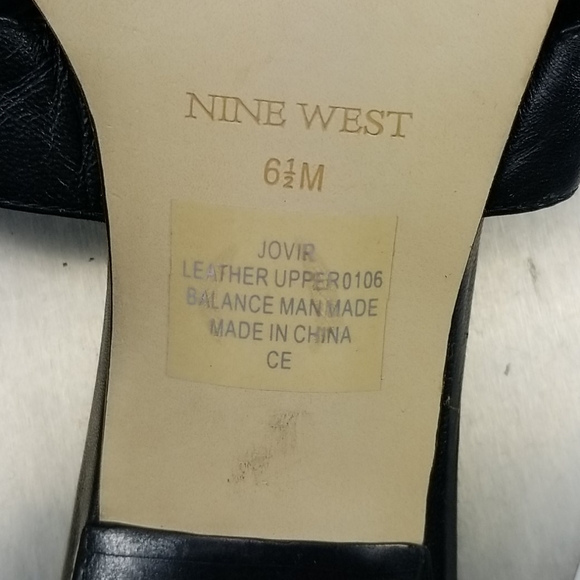 NINE WEST
6½M
JOVIR
LEATHER UPPER0106
BALANCE MAN MADE
MADE IN CHINA
CE